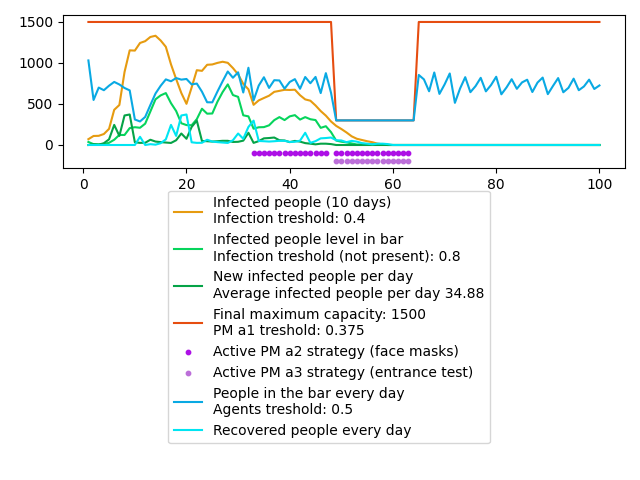 1500
1000
500
0
0 20 40 60 80 100
Infected people (10 days)
Infection treshold: 0.4
Infected people level in bar
Infection treshold (not present): 0.8
New infected people per day
Average infected people per day 34.88
Final maximum capacity: 1500
PM a1 treshold: 0.375
Active PM a2 strategy (face masks)
Active PM a3 strategy (entrance test)
People in the bar every day
Agents treshold: 0.5
Recovered people every day